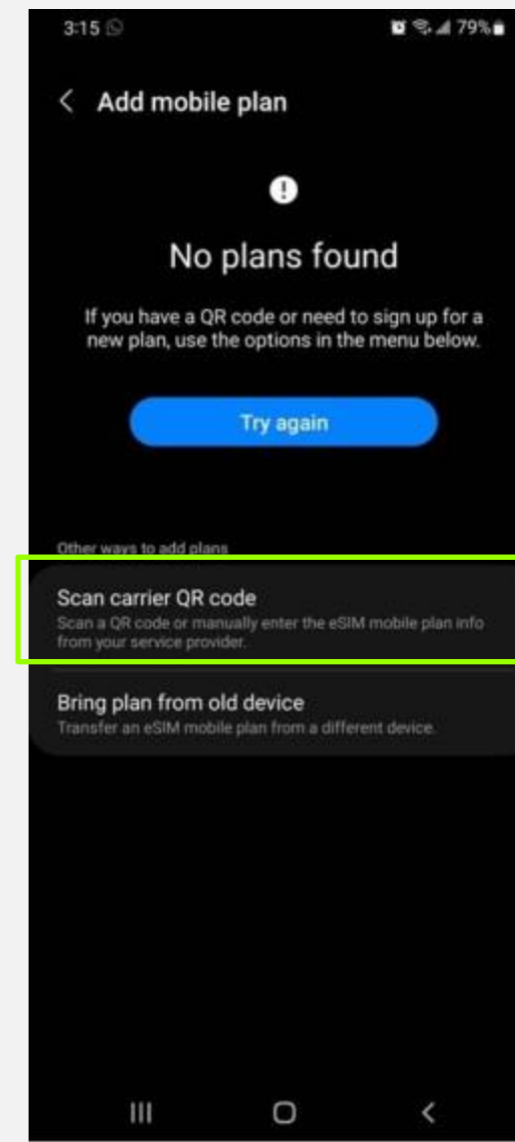 3:15
79%
Add mobile plan
No plans found
If you have a QR code or need to sign up for a
new plan, use the options in the menu below.
Try again
Other ways to add plans
Scan carrier QR code
Scan a QR code or manually enter the eSIM mobile plan info
from your service provider.
Bring plan from old device
Transfer an eSIM mobile plan from a different device.